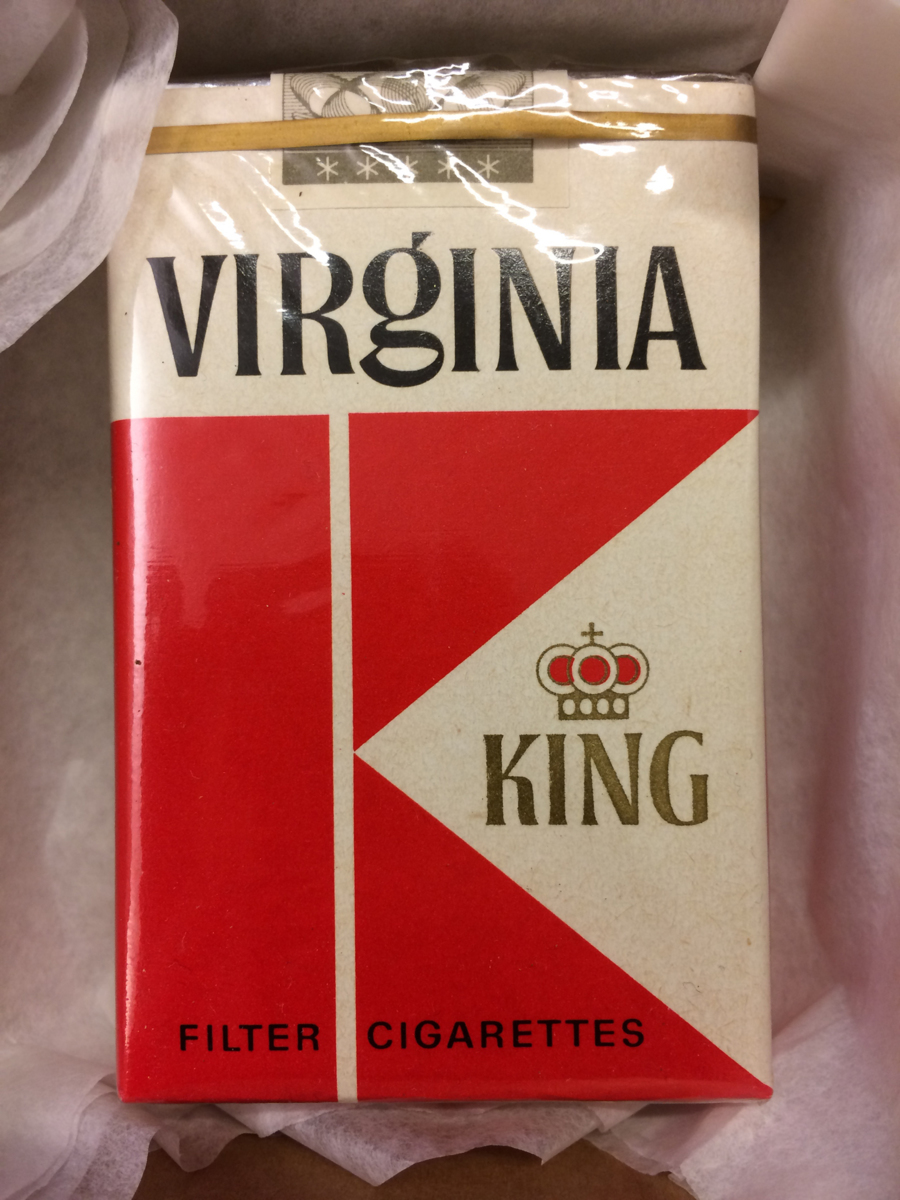 *****
VIRgINIA
KING
FILTER CIGARETTES